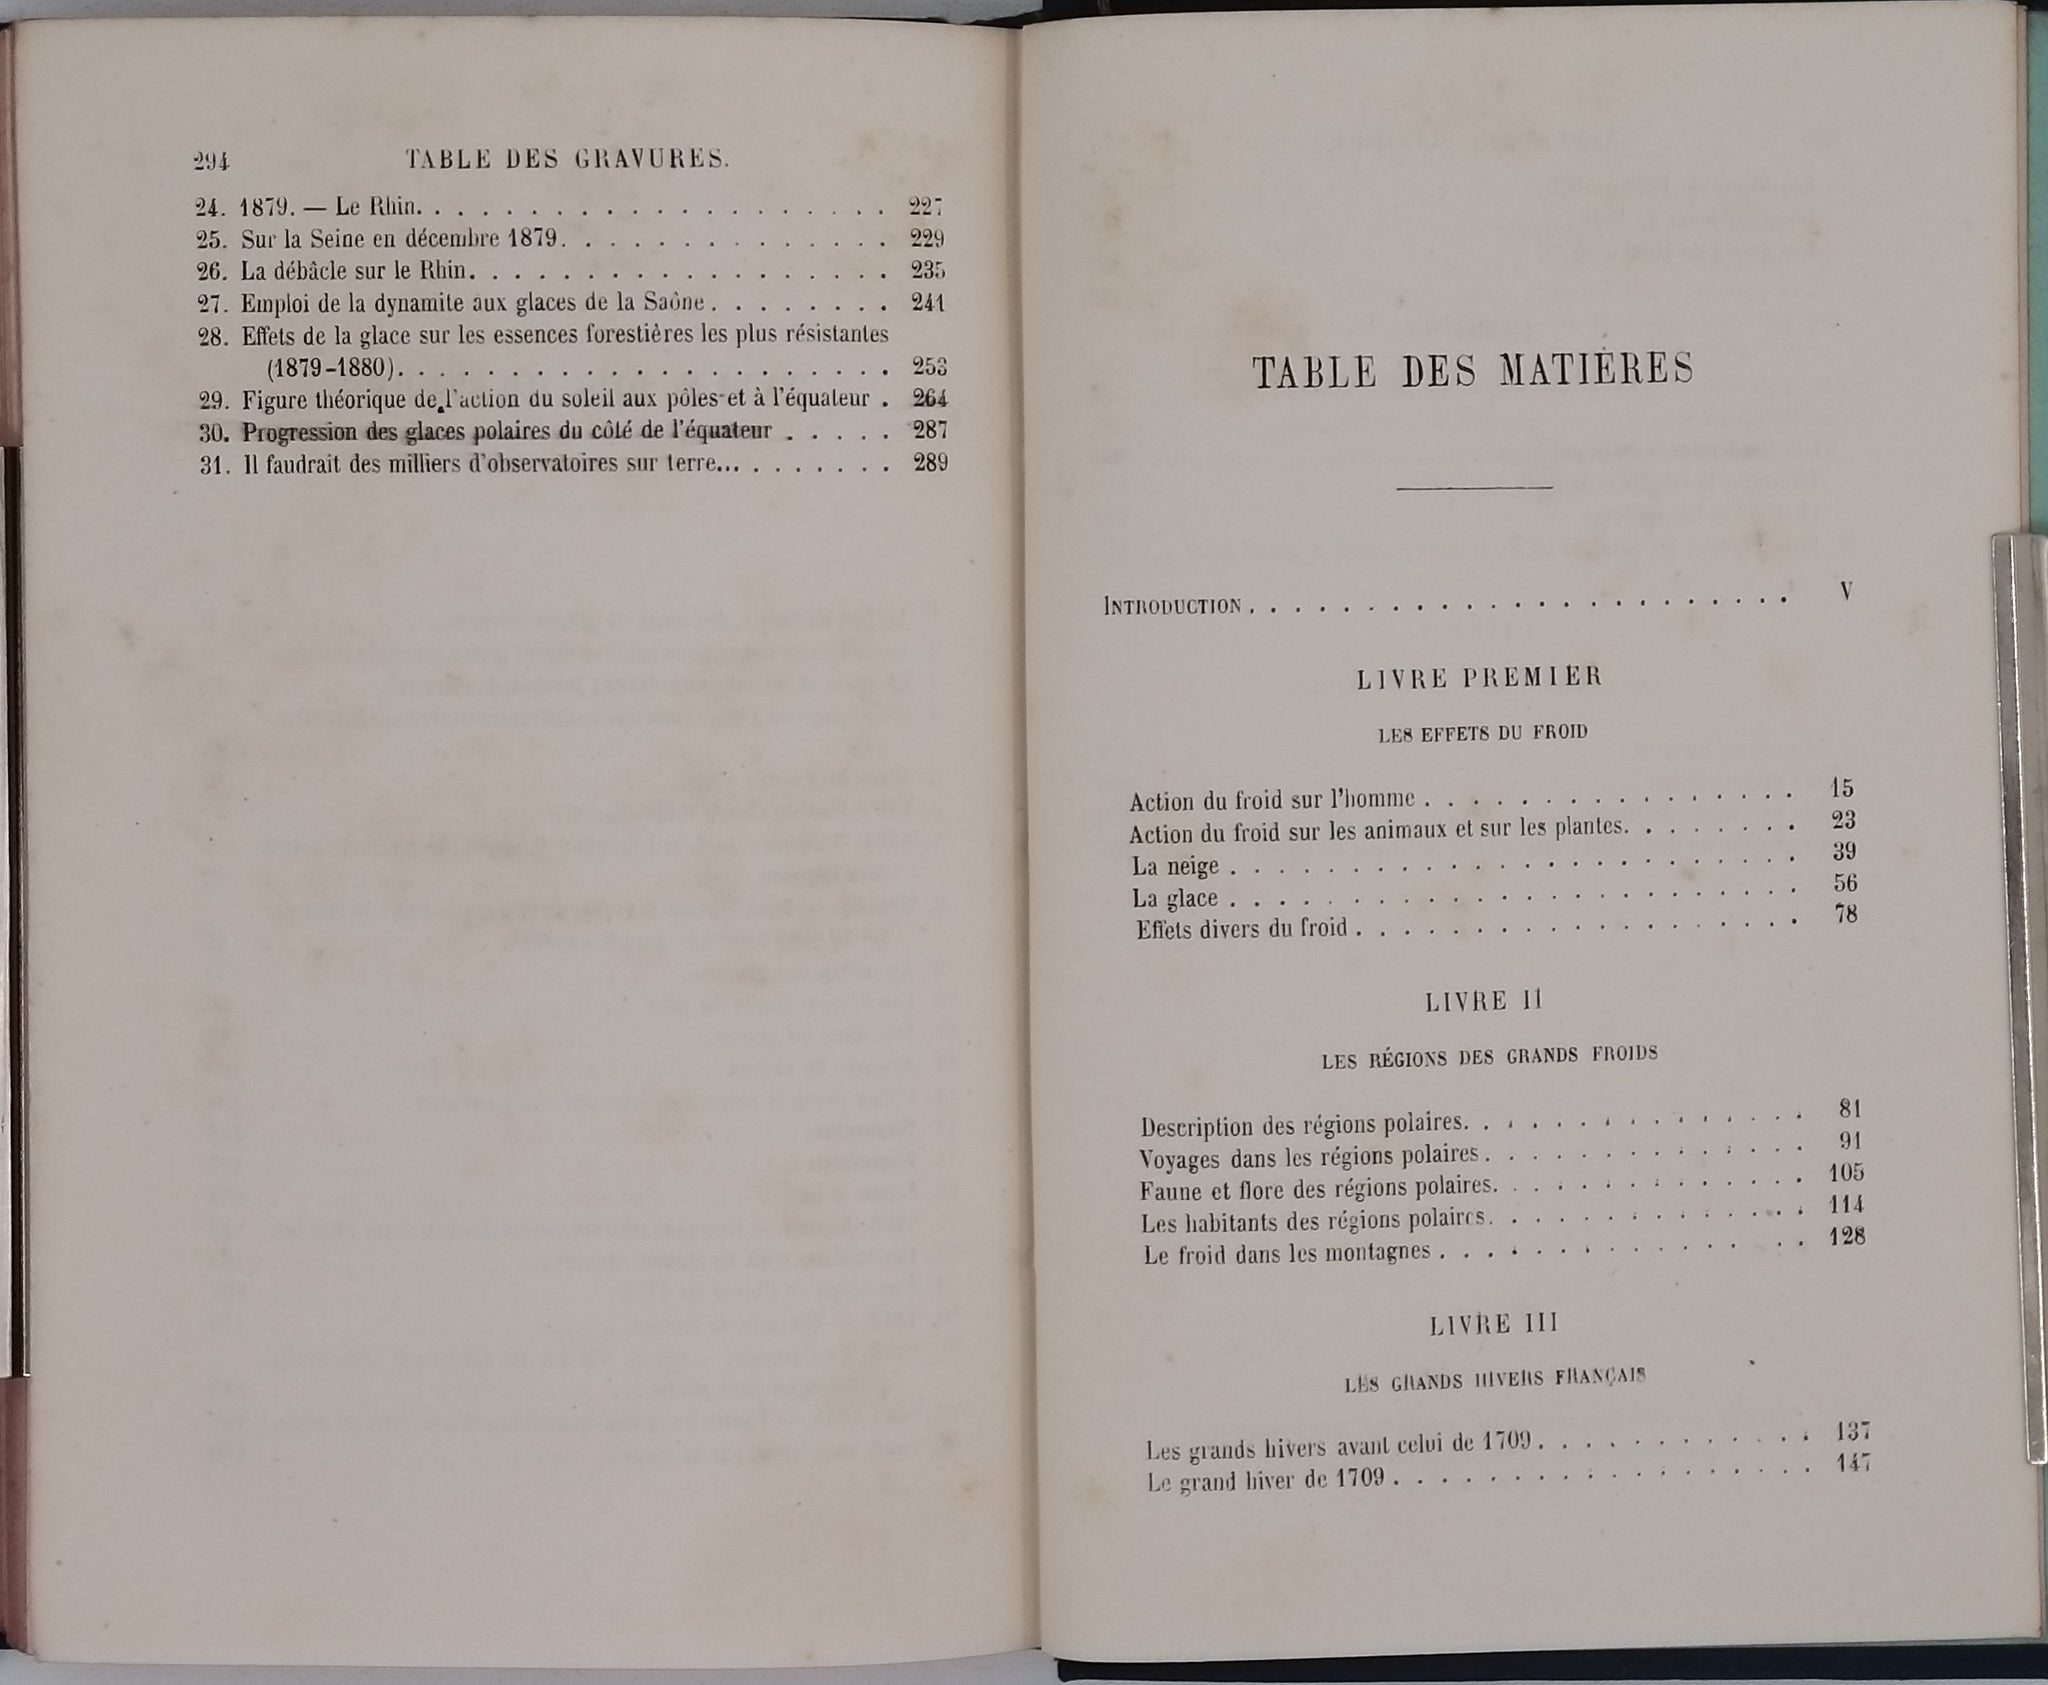 294 TABLE DES GRAVURES.
24. 1879. — Le Rhin. . . . . . . . . . . . . . . . . . . . 227
25. Sur la Seine en décembre 1879. . . . . . . . . . . . . . 229
26. La débâcle sur le Rhin. . . . . . . . . . . . . . . . . . 235
27. Emploi de la dynamite aux glaces de la Saône. . . . . . . . 241
28. Effets de la glace sur les essences forestières les plus résistantes
(1879-1880). . . . . . . . . . . . . . . . . . . . . 253
29. Figure théorique de l'action du soleil aux pôles et à l'équateur . 264
30. Progression des glaces polaires du côté de l'équateur . . . . . 287
31. Il faudrait des milliers d'observatoires sur terre... . . . . . . . 289
TABLE DES MATIÈRES
INTRODUCTION. . . . . . . . . . . . . . . . . . . . . . . V
LIVRE PREMIER
LES EFFETS DU FROID
Action du froid sur l'homme . . . . . . . . . . . . . . . . 15
Action du froid sur les animaux et sur les plantes. . . . . . . . 23
La neige . . . . . . . . . . . . . . . . . . . . . . . . 39
La glace . . . . . . . . . . . . . . . . . . . . . . . . 56
Effets divers du froid . . . . . . . . . . . . . . . . . . . 78
LIVRE II
LES RÉGIONS DES GRANDS FROIDS
Description des régions polaires. . . . . . . . . . . . . . . 81
Voyages dans les régions polaires . . . . . . . . . . . . . . 91
Faune et flore des régions polaires. . . . . . . . . . . . . . 105
Les habitants des régions polaires. . . . . . . . . . . . . . 114
Le froid dans les montagnes . . . . . . . . . . . . . . . . 128
LIVRE III
LES GRANDS HIVERS FRANÇAIS
Les grands hivers avant celui de 1709. . . . . . . . . . . . . 137
Le grand hiver de 1709 . . . . . . . . . . . . . . . . . . 147